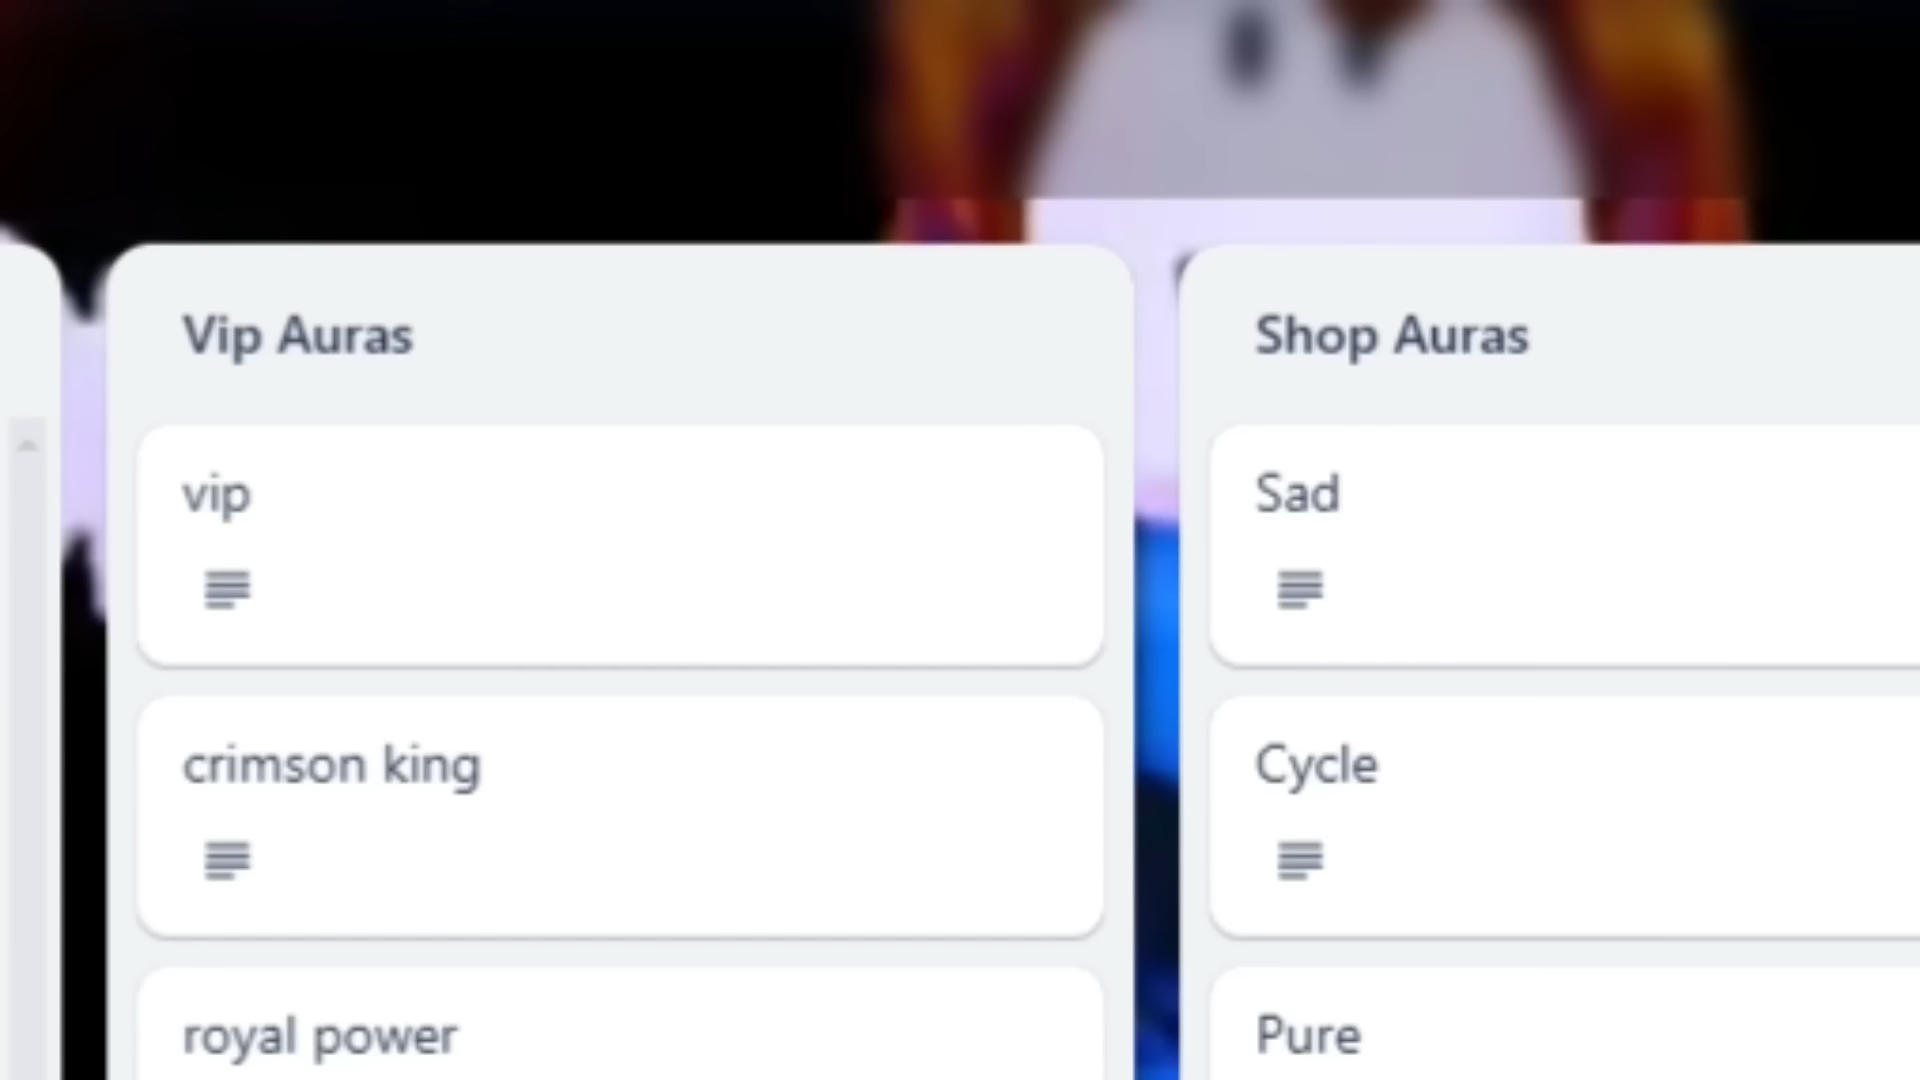 Vip Auras
vip
crimson king
royal power
Shop Auras
Sad
Cycle
Pure